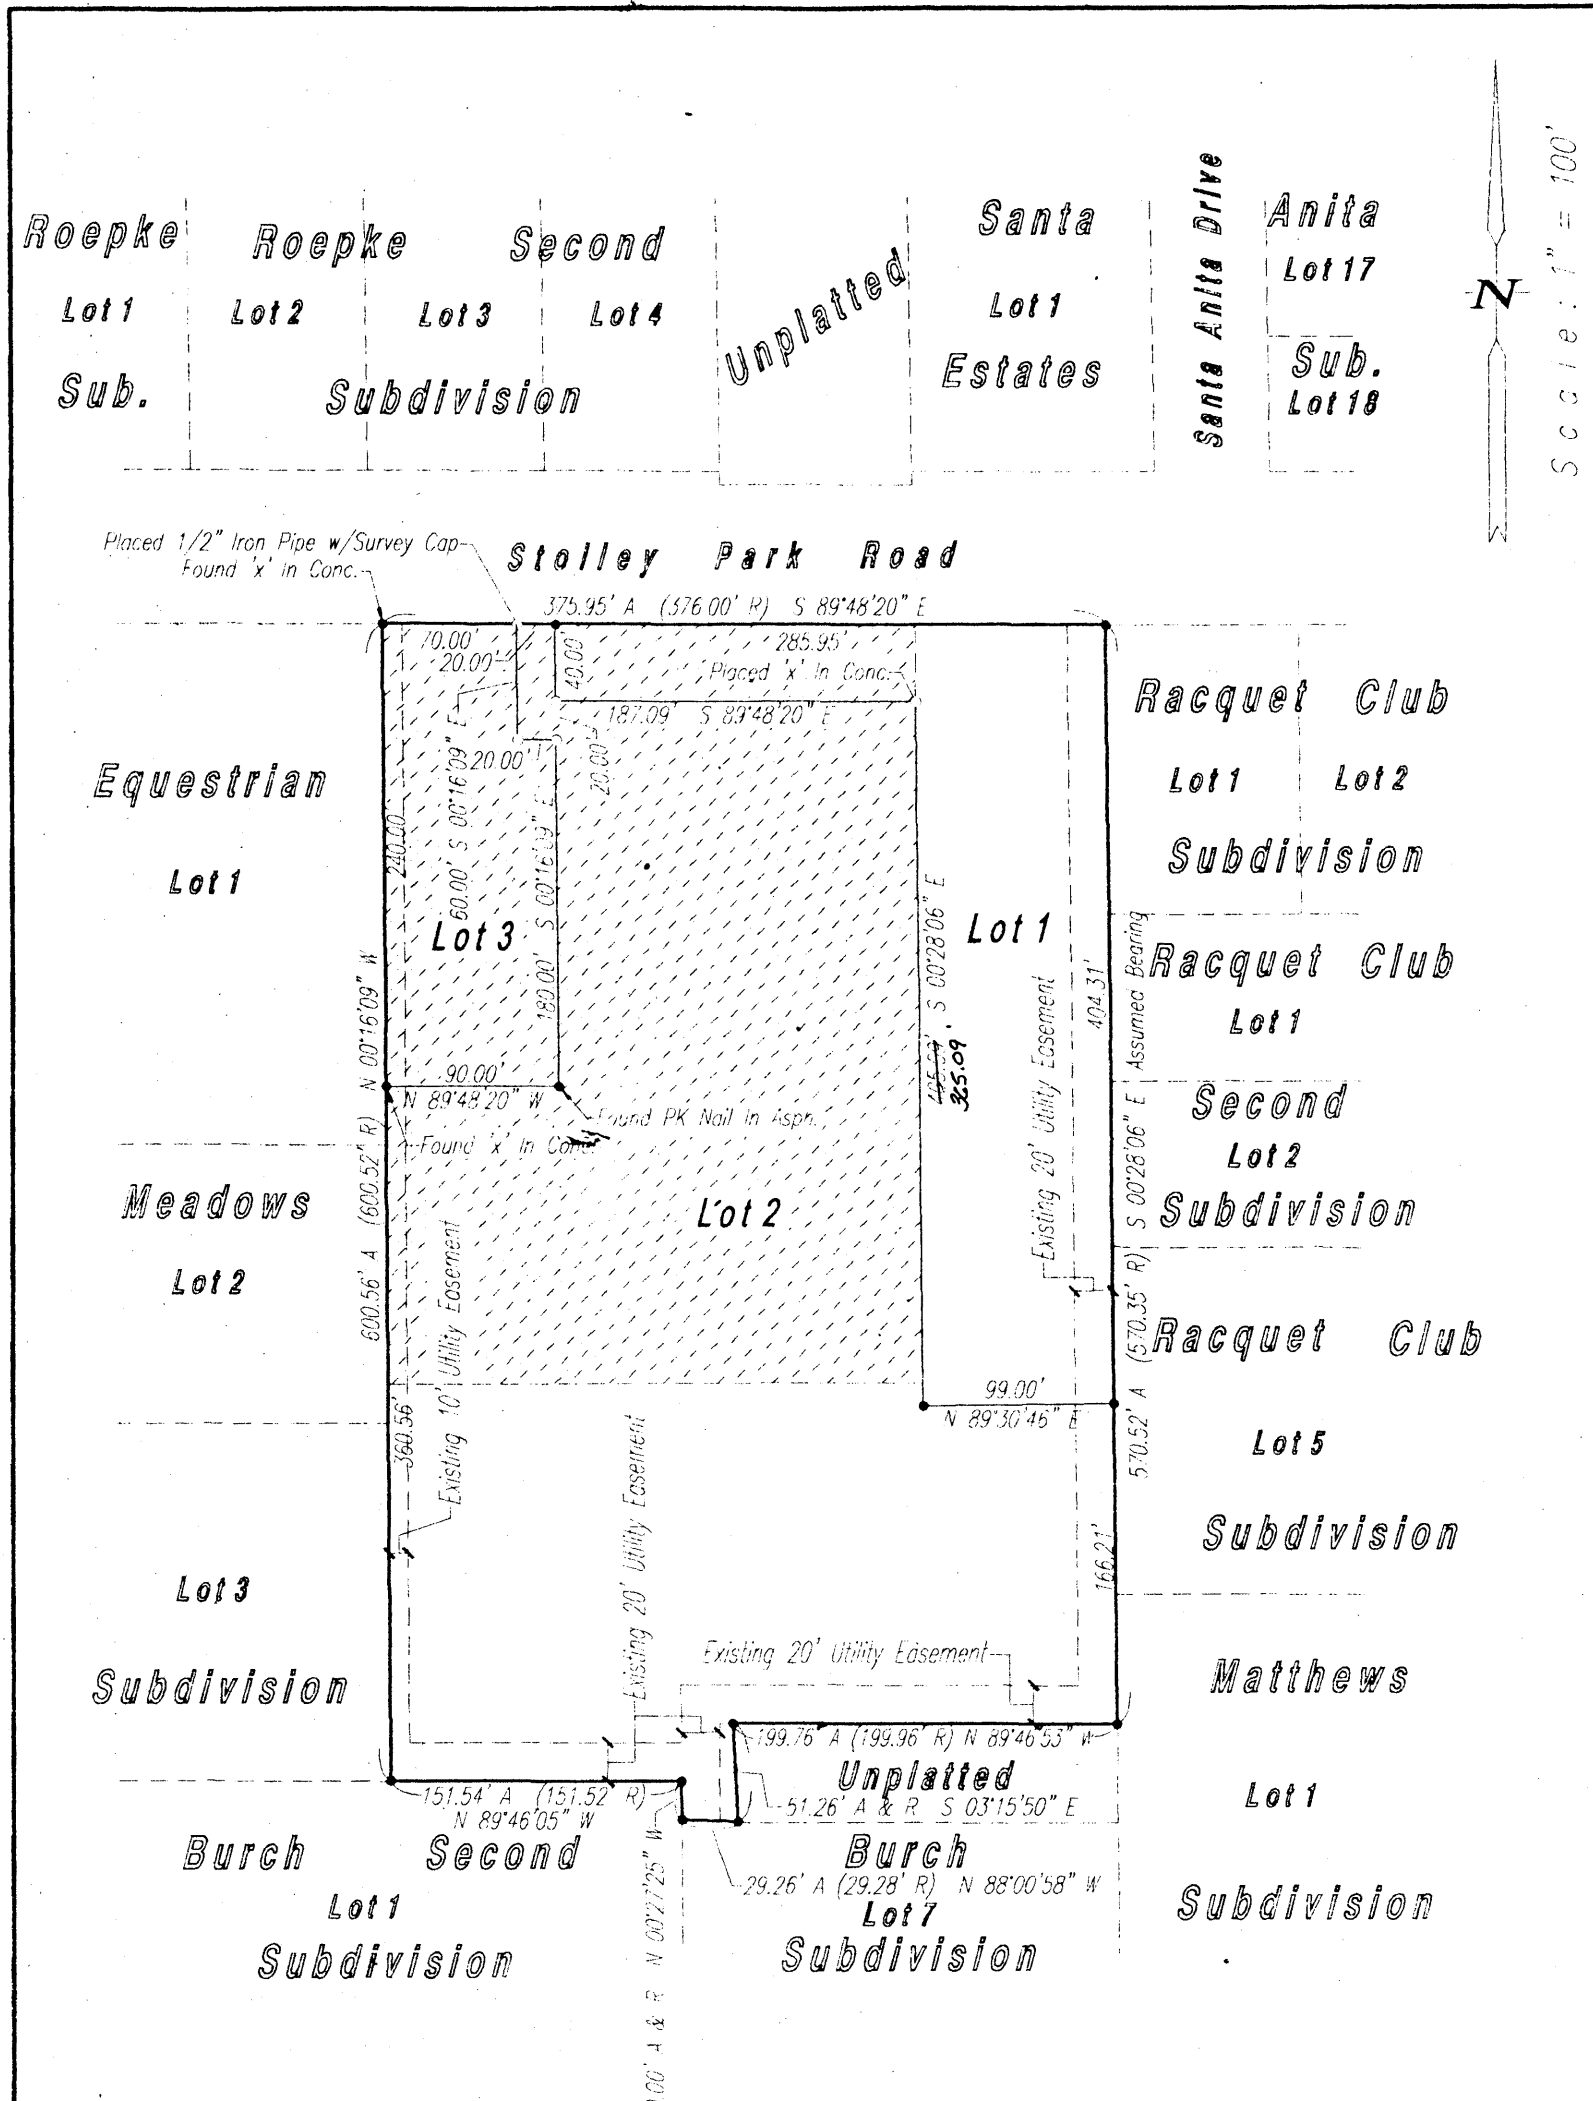 Roepke
Lot 1
Sub.
Roepke Second
Lot 2
Lot 3
Lot 4
Subdivision
Unplatted
Santa
Lot 1
Estates
Santa Anita Drive
Anita
Lot 17
Sub.
Lot 18
N
Scale: 1" = 100'
Placed 1/2" Iron Pipe w/Survey Cap
Found 'x' In Conc.
Stolley Park Road
375.95' A (376.00' R) S 89°48'20" E
70.00'
20.00'
40.00'
285.95'
Placed 'x' In Conc.
187.09' S 89°48'20" E
20.00'
20.00'
60.00' S 00°16'09" E
180.00' S 00°16'09" E
240.00'
Equestrian
Lot 1
Lot 3
Lot 1
S 00°28'06" E
365.09
404.31'
Assumed Bearing
Existing 20' Utility Easement
Racquet Club
Lot 1
Lot 2
Subdivision
Racquet Club
Lot 1
Second
Lot 2
Subdivision
90.00'
N 89°48'20" W
Found PK Nail In Asph.
Found 'x' In Conc.
600.56' A (600.52' R) N 00°16'09" W
Meadows
Lot 2
Lot 2
570.52' A (570.35' R) S 00°28'06" E
Racquet Club
Lot 5
Subdivision
99.00'
N 89°30'46" E
360.56'
Existing 10' Utility Easement
Existing 20' Utility Easement
166.21'
Lot 3
Subdivision
Existing 20' Utility Easement
Matthews
Lot 1
Subdivision
199.76' A (199.96' R) N 89°46'53" W
Unplatted
51.26' A & R S 03°15'50" E
151.54' A (151.52' R)
N 89°46'05" W
Burch Second
Lot 1
Subdivision
Burch
29.26' A (29.28' R) N 88°00'58" W
Lot 7
Subdivision
A & R N 00°27'25" W